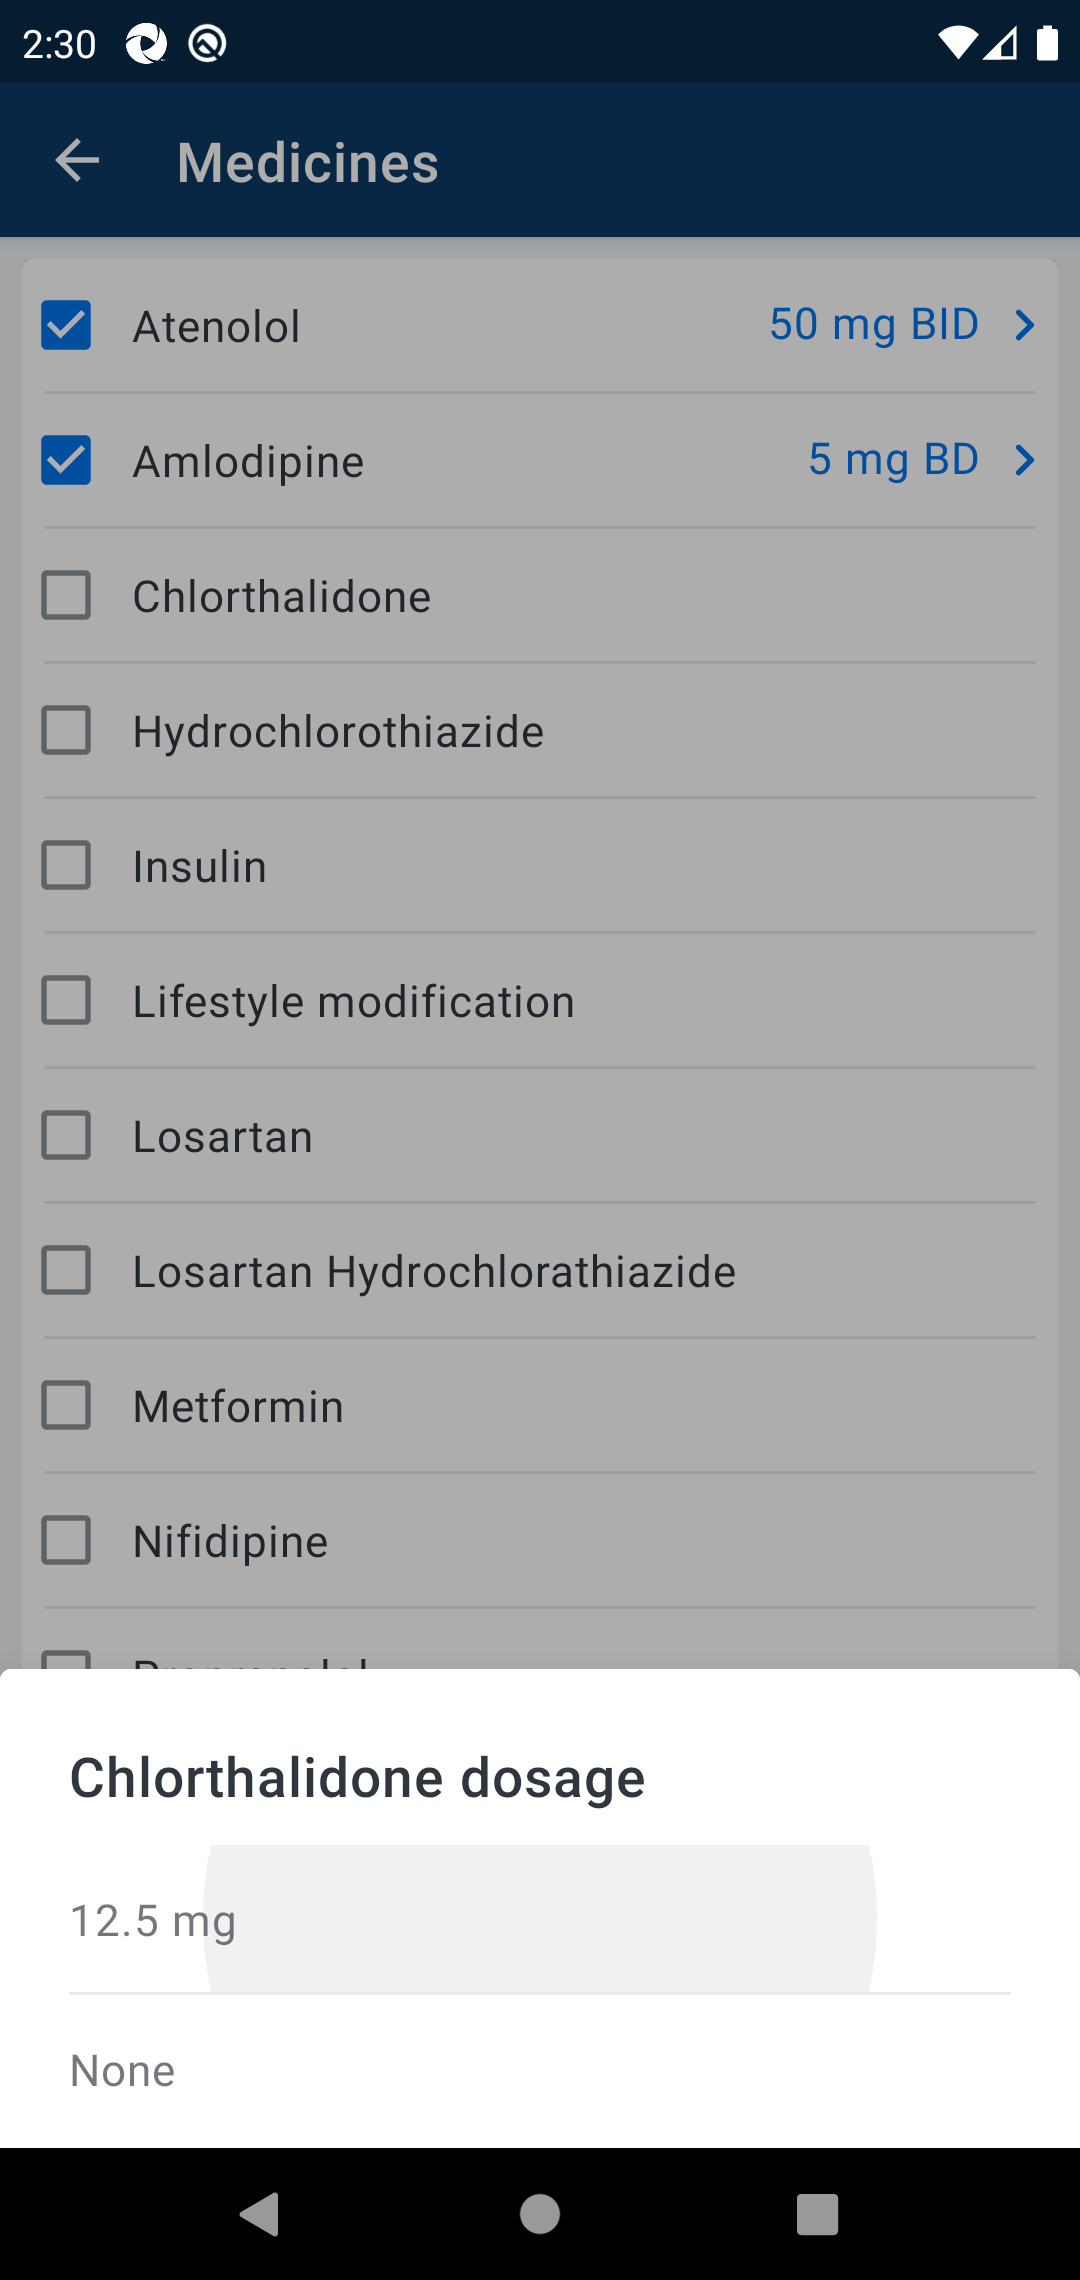 2:30
Medicines
Atenolol 50 mg BID
Amlodipine 5 mg BD
Chlorthalidone
Hydrochlorothiazide
Insulin
Lifestyle modification
Losartan
Losartan Hydrochlorathiazide
Metformin
Nifidipine
Chlorthalidone dosage
12.5 mg
None